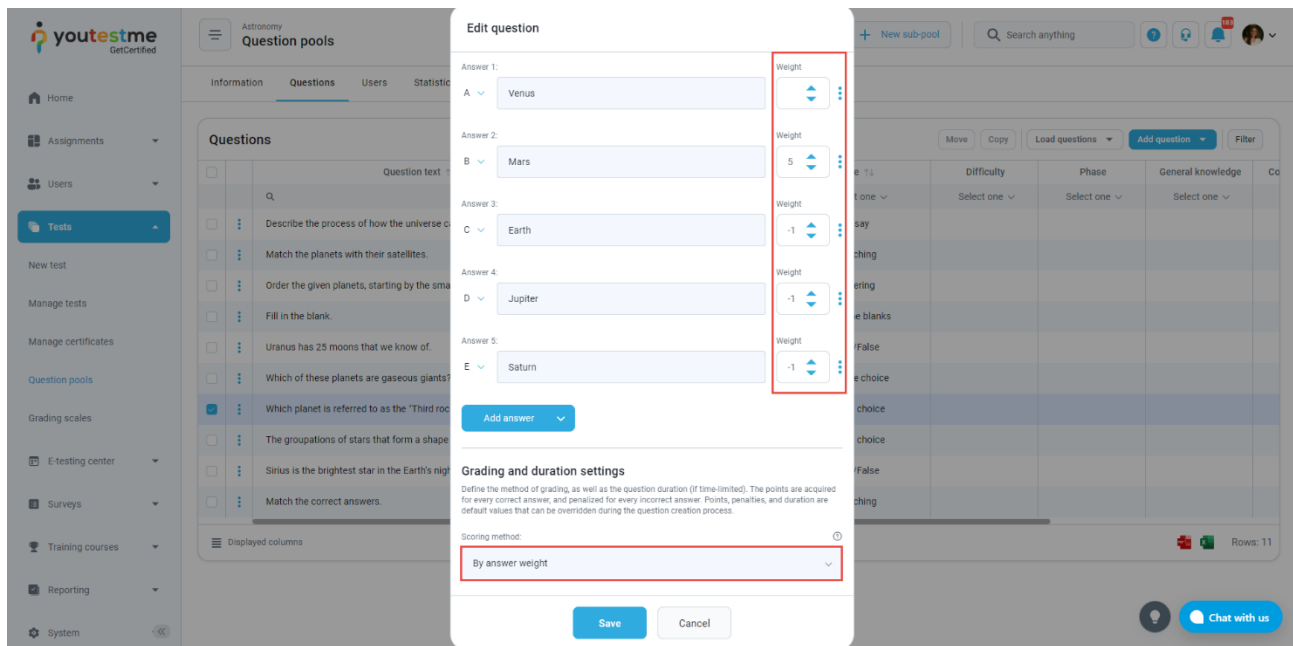 youtestme
GetCertified
Home
Assignments
Users
Tests
New test
Manage tests
Manage certificates
Question pools
Grading scales
E-testing center
Surveys
Training courses
Reporting
System
Astronomy
Question pools
+ New sub-pool
Search anything
183
Information Questions Users Statistic
Questions
Move Copy Load questions Add question Filter
Question text Difficulty Phase General knowledge Co
Select one Select one Select one
Describe the process of how the universe c
Match the planets with their satellites.
Order the given planets, starting by the sma
Fill in the blank.
Uranus has 25 moons that we know of.
Which of these planets are gaseous giants?
Which planet is referred to as the 'Third roc
The groupations of stars that form a shape
Sirius is the brightest star in the Earth's nigh
Match the correct answers.
e blanks
/False
e choice
choice
choice
/False
Displayed columns
Rows: 11
Edit question
Answer 1: Weight
A Venus
Answer 2: Weight
B Mars 5
Answer 3: Weight
C Earth -1
Answer 4: Weight
D Jupiter -1
Answer 5: Weight
E Saturn -1
Add answer
Grading and duration settings
Define the method of grading, as well as the question duration (if time-limited). The points are acquired
for every correct answer, and penalized for every incorrect answer. Points, penalties, and duration are
default values that can be overridden during the question creation process.
Scoring method:
By answer weight
Save Cancel
Chat with us